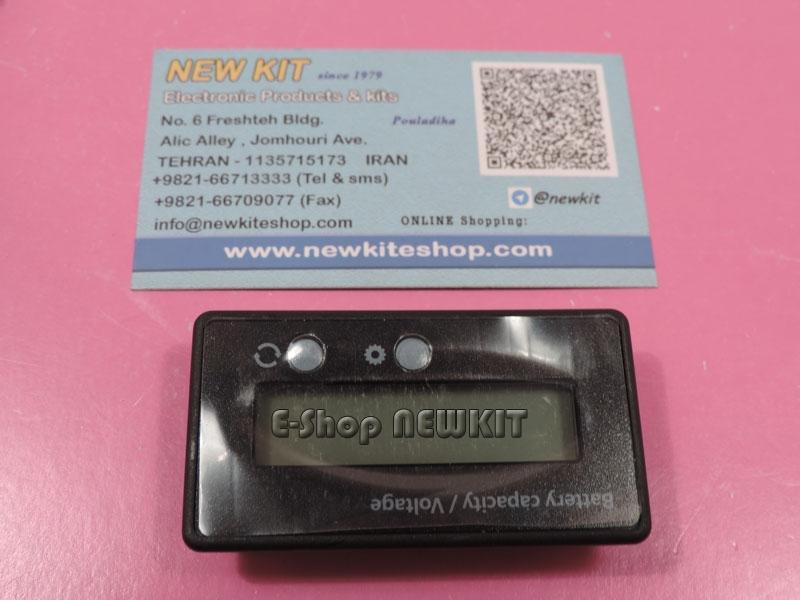 NEW KIT since 1979
Electronic Products & kits
No. 6 Freshteh Bldg. Pouladiha
Alic Alley , Jomhouri Ave.
TEHRAN - 1135715173 IRAN
+9821-66713333 (Tel & sms)
+9821-66709077 (Fax)
@newkit
info@newkiteshop.com ONLINE Shopping:
www.newkiteshop.com
E-Shop NEWKIT
Battery capacity / Voltage